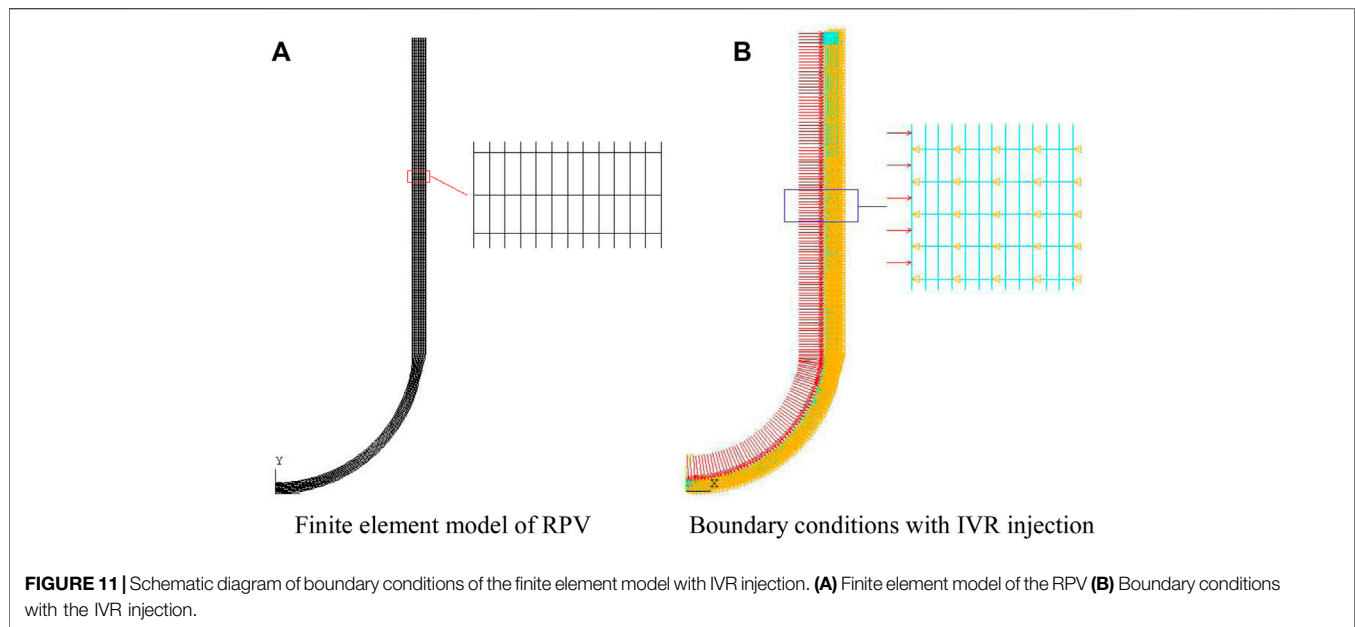 A
B
Y
X
Finite element model of RPV
Boundary conditions with IVR injection
FIGURE 11 | Schematic diagram of boundary conditions of the finite element model with IVR injection. (A) Finite element model of the RPV (B) Boundary conditions
with the IVR injection.